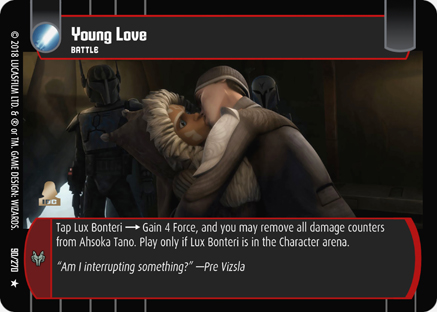 Young Love
BATTLE
Tap Lux Bonteri → Gain 4 Force, and you may remove all damage counters
from Ahsoka Tano. Play only if Lux Bonteri is in the Character arena.
"Am I interrupting something?" —Pre Vizsla
© 2018 LUCASFILM LTD. & ® or TM. GAME DESIGN: WIZARDS.
90/270